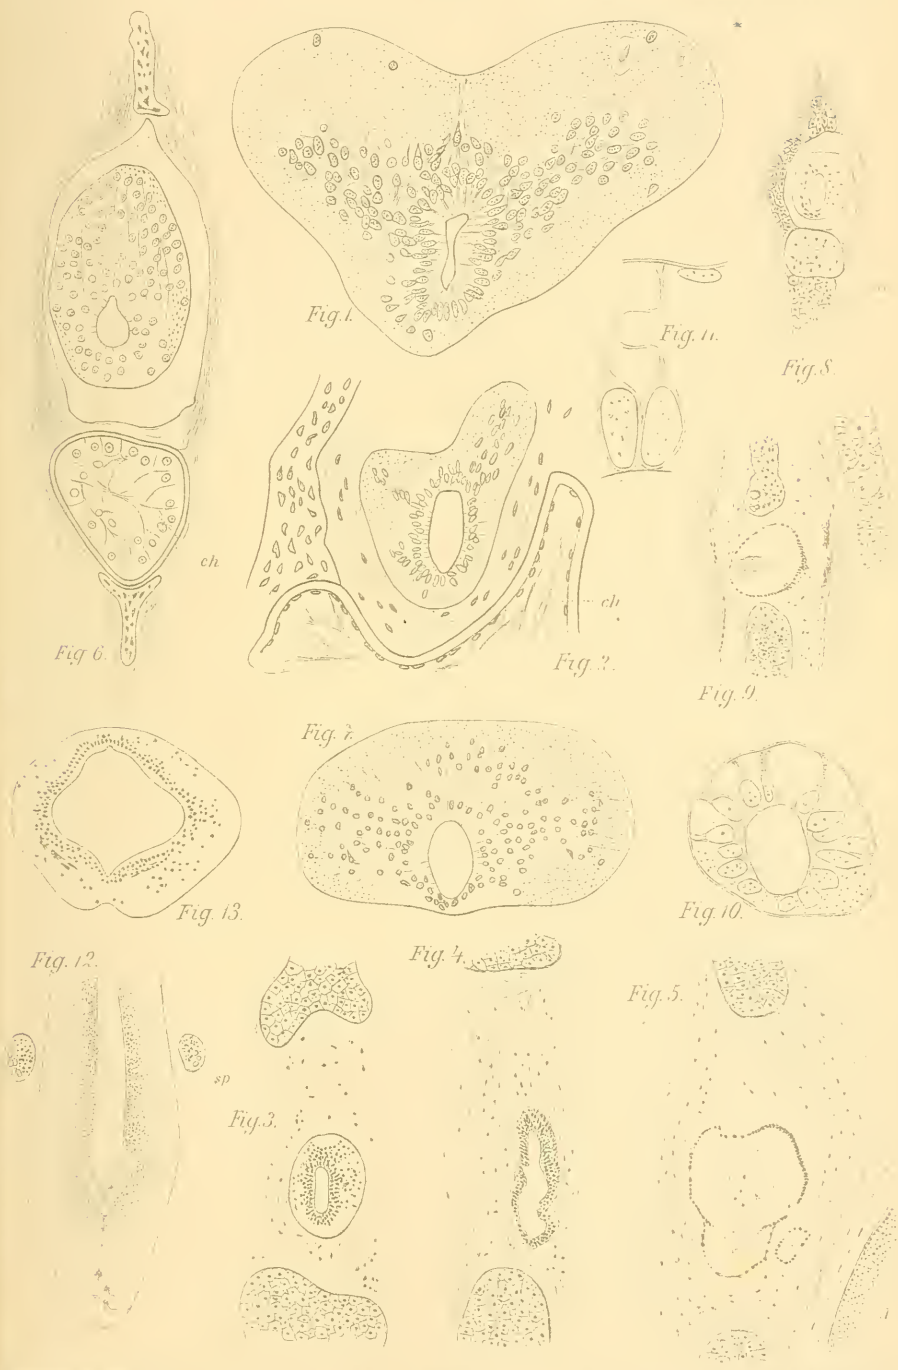 Fig. 1.
Fig. 11.
Fig. 8.
ch
ch
Fig 6.
Fig. 2.
Fig. 9.
Fig. 7.
Fig. 13.
Fig. 10.
Fig. 12.
Fig. 4.
Fig. 5.
sp
Fig. 3.